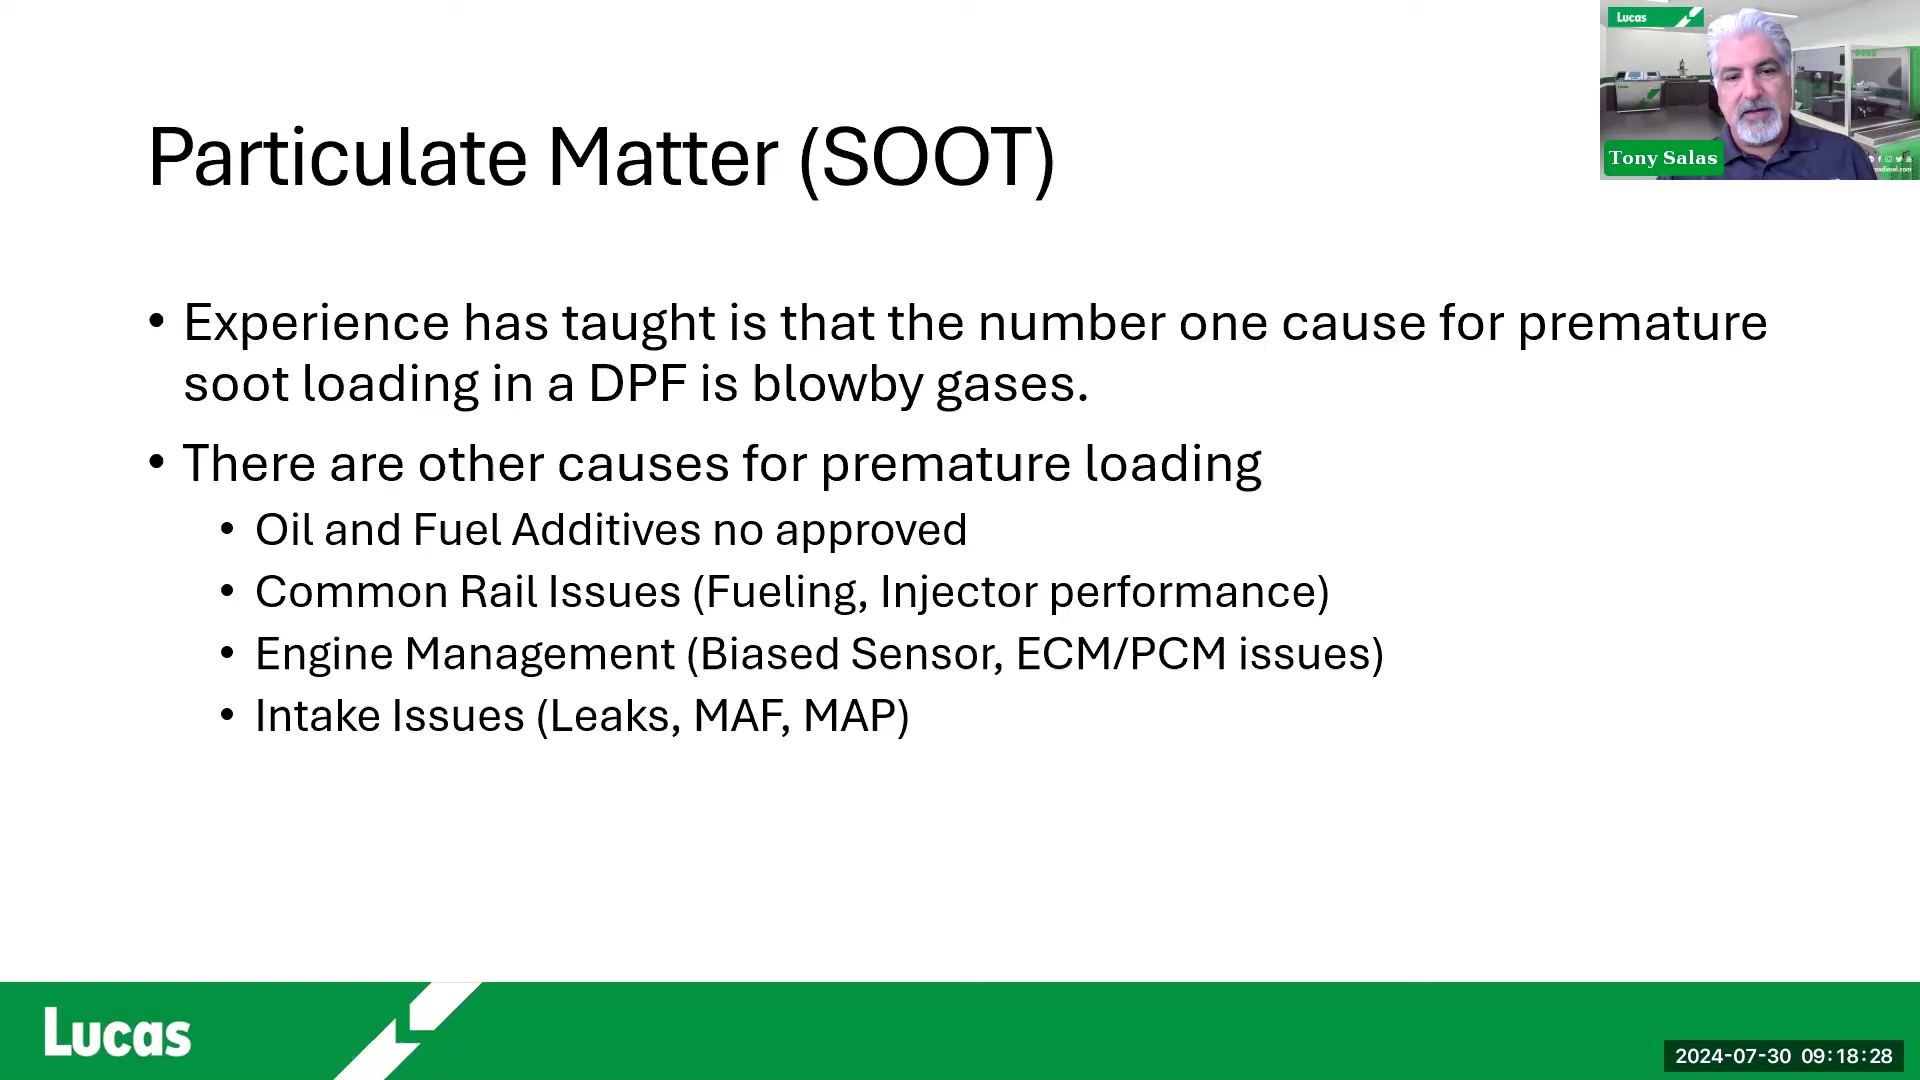 Lucas
Tony Salas
Particulate Matter (SOOT)
• Experience has taught is that the number one cause for premature
soot loading in a DPF is blowby gases.
• There are other causes for premature loading
• Oil and Fuel Additives no approved
• Common Rail Issues (Fueling, Injector performance)
• Engine Management (Biased Sensor, ECM/PCM issues)
• Intake Issues (Leaks, MAF, MAP)
Lucas
2024-07-30 09:18:28